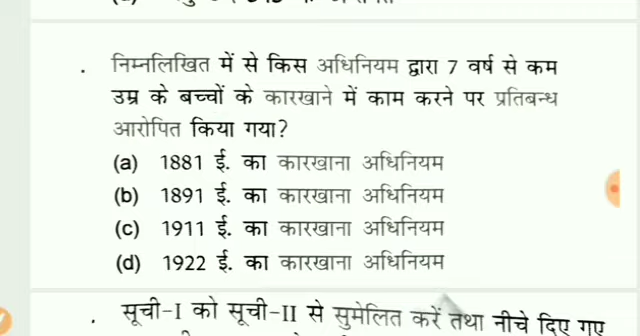 निम्नलिखित में से किस अधिनियम द्वारा 7 वर्ष से कम
उम्र के बच्चों के कारखाने में काम करने पर प्रतिबन्ध
आरोपित किया गया?
(a) 1881 ई. का कारखाना अधिनियम
(b) 1891 ई. का कारखाना अधिनियम
(c) 1911 ई. का कारखाना अधिनियम
(d) 1922 ई. का कारखाना अधिनियम
. सूची-I को सूची-II से सुमेलित करें तथा नीचे दिए गए